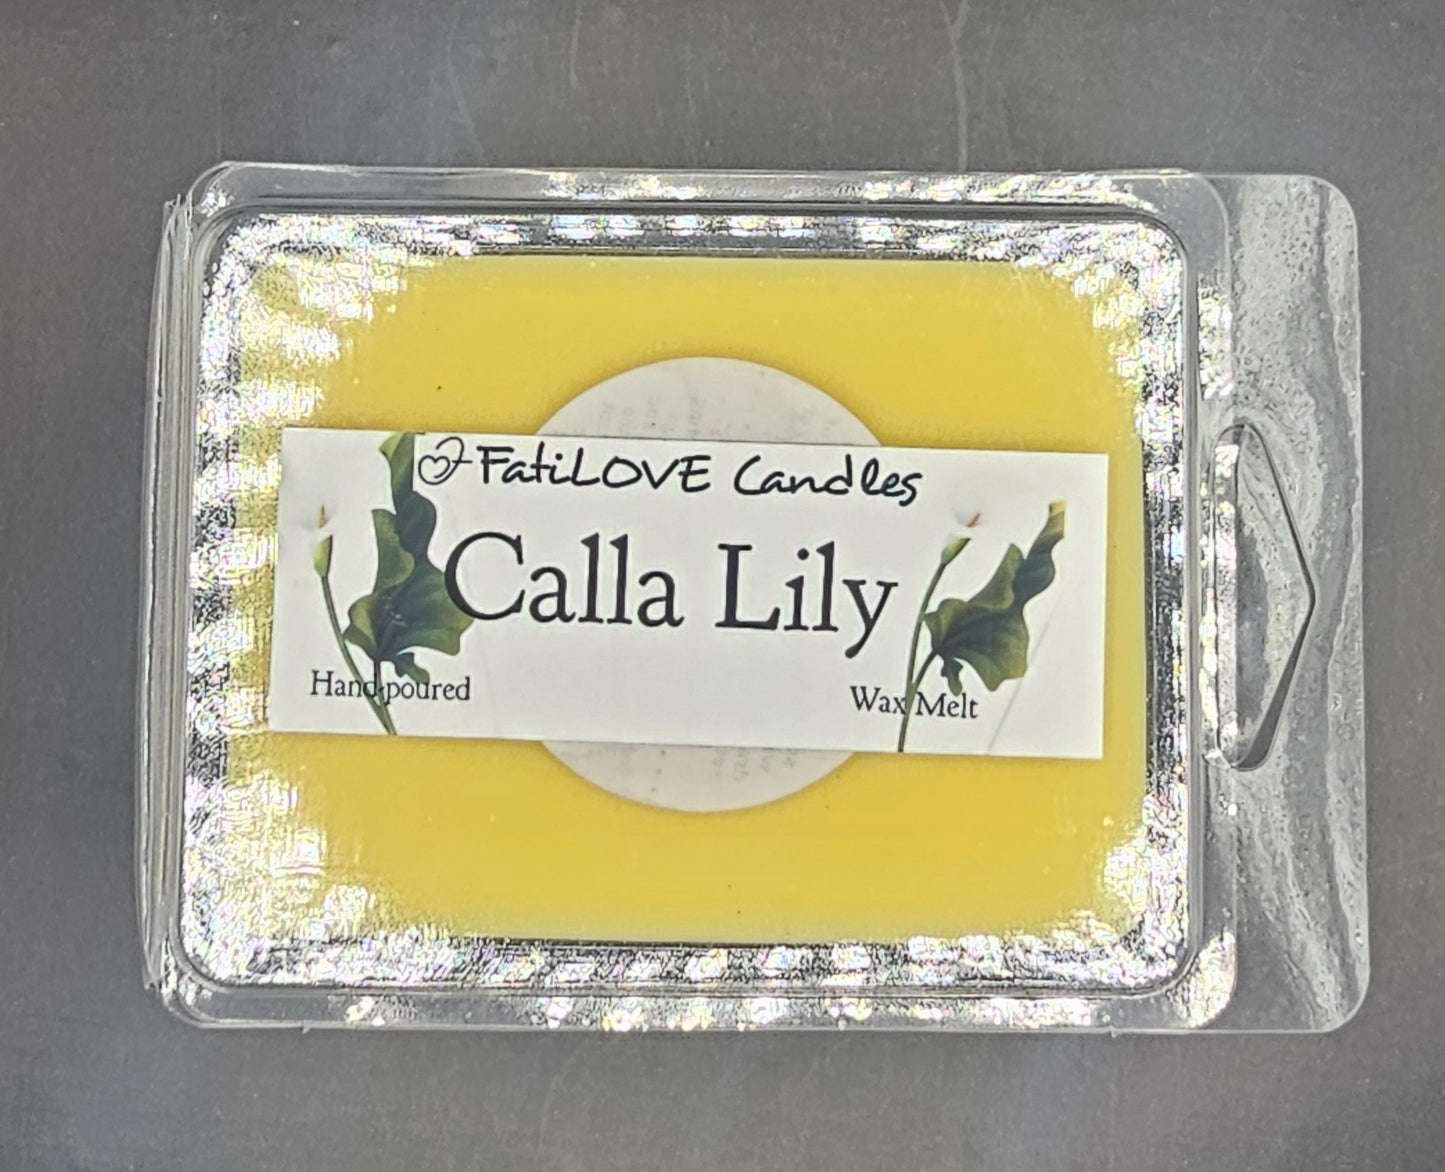 FatiLOVE Candles
Calla Lily
Hand-poured
Wax Melt